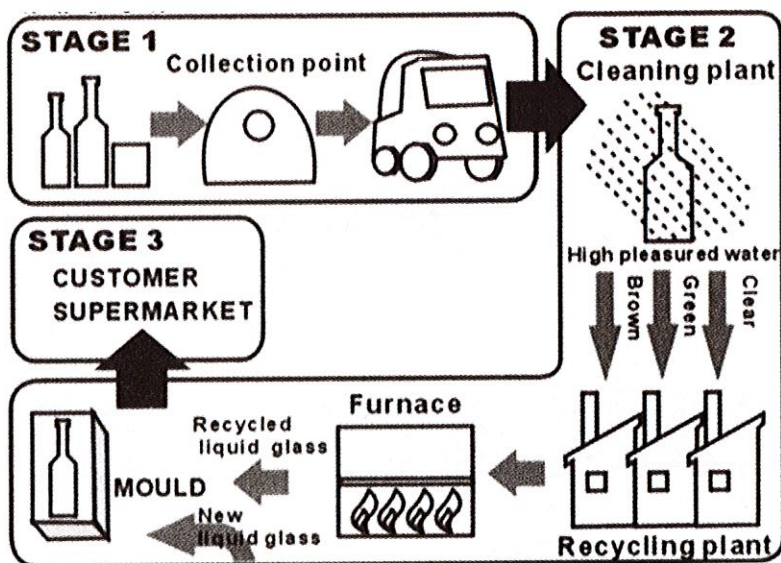 STAGE 1
Collection point
STAGE 2
Cleaning plant
High pleasured water
Brown
Green
Clear
STAGE 3
CUSTOMER
SUPERMARKET
Furnace
Recycled
liquid glass
MOULD
New
liquid glass
Recycling plant